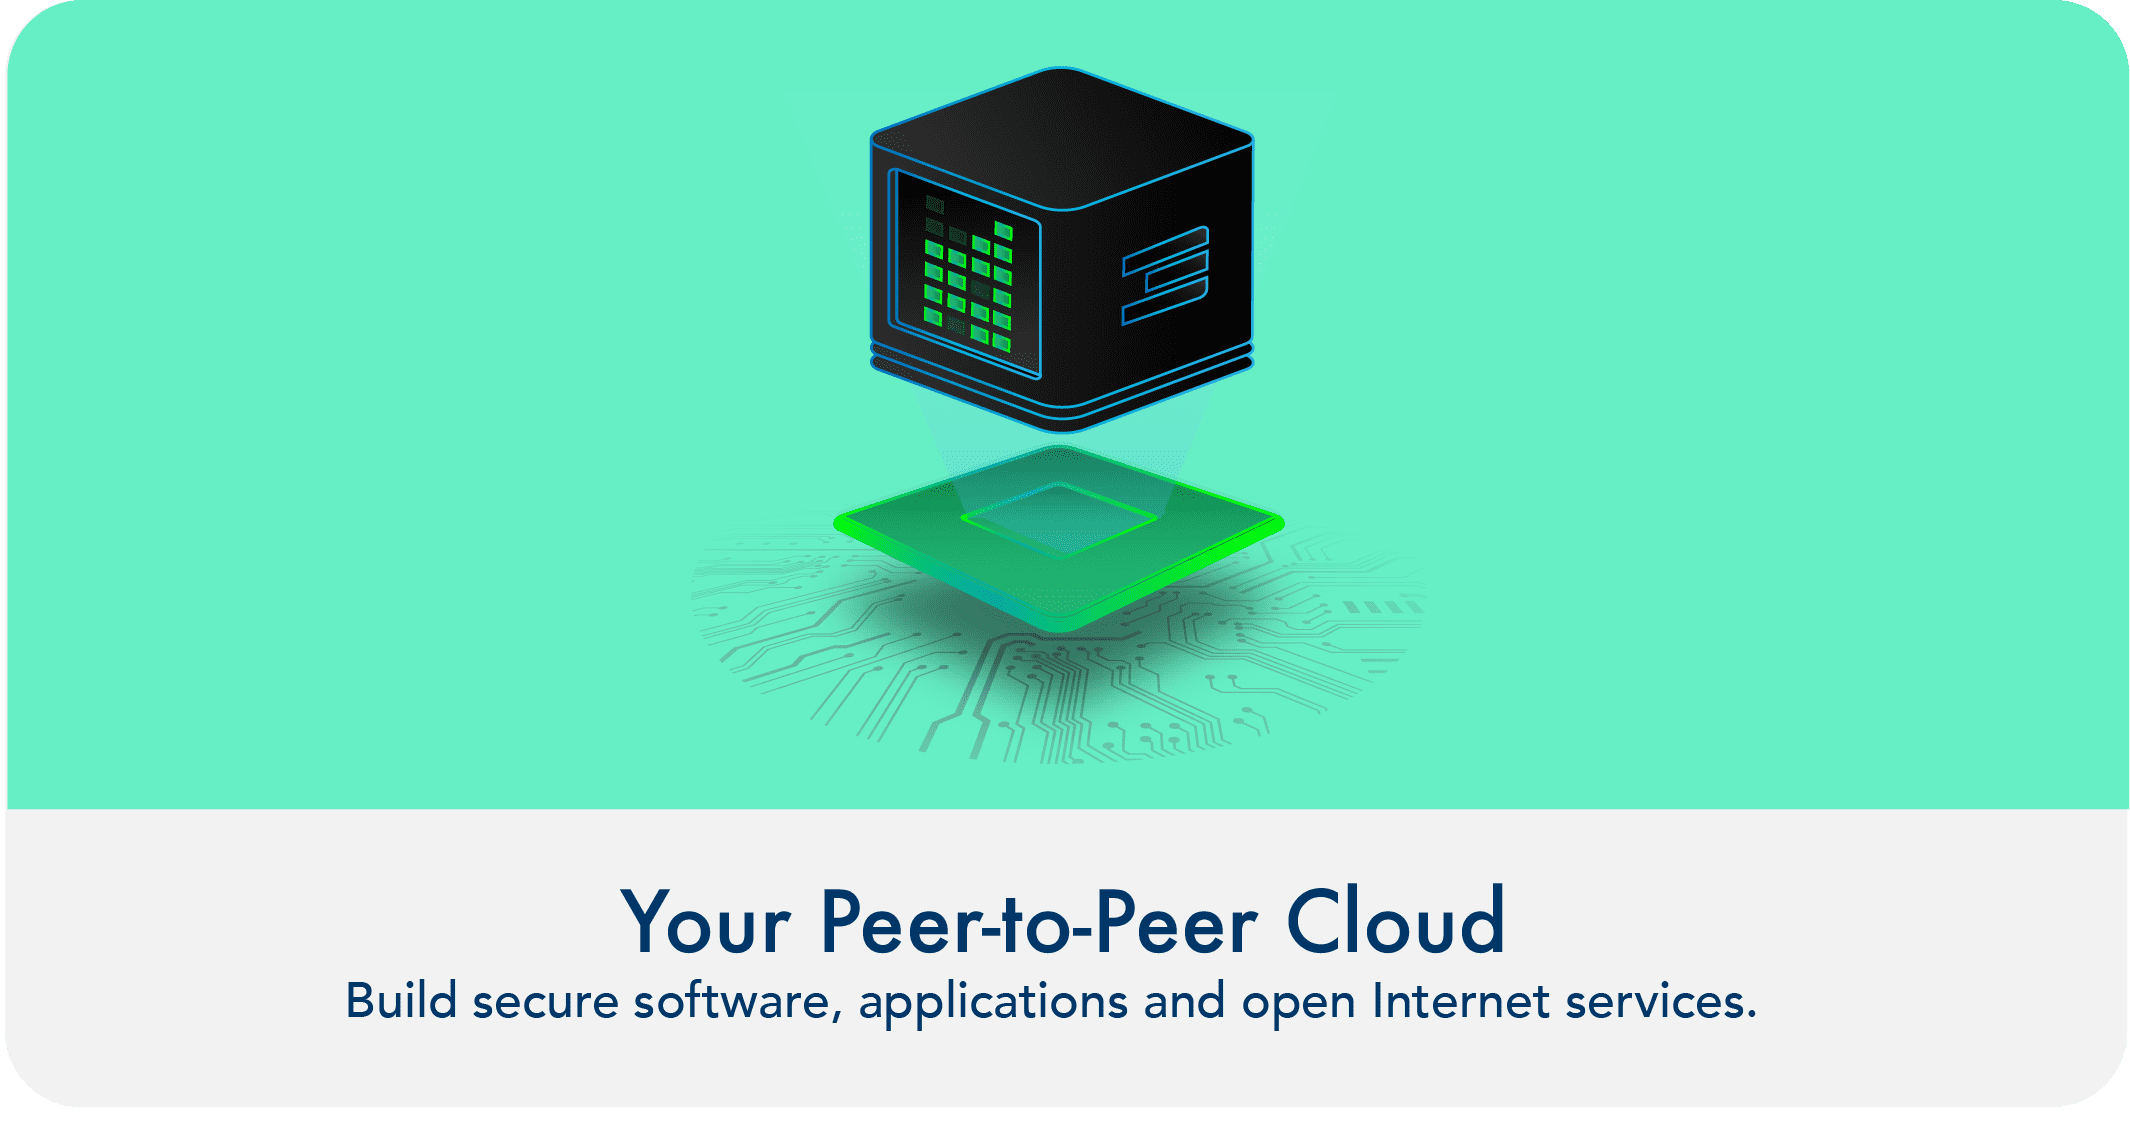 Your Peer-to-Peer Cloud
Build secure software, applications and open Internet services.